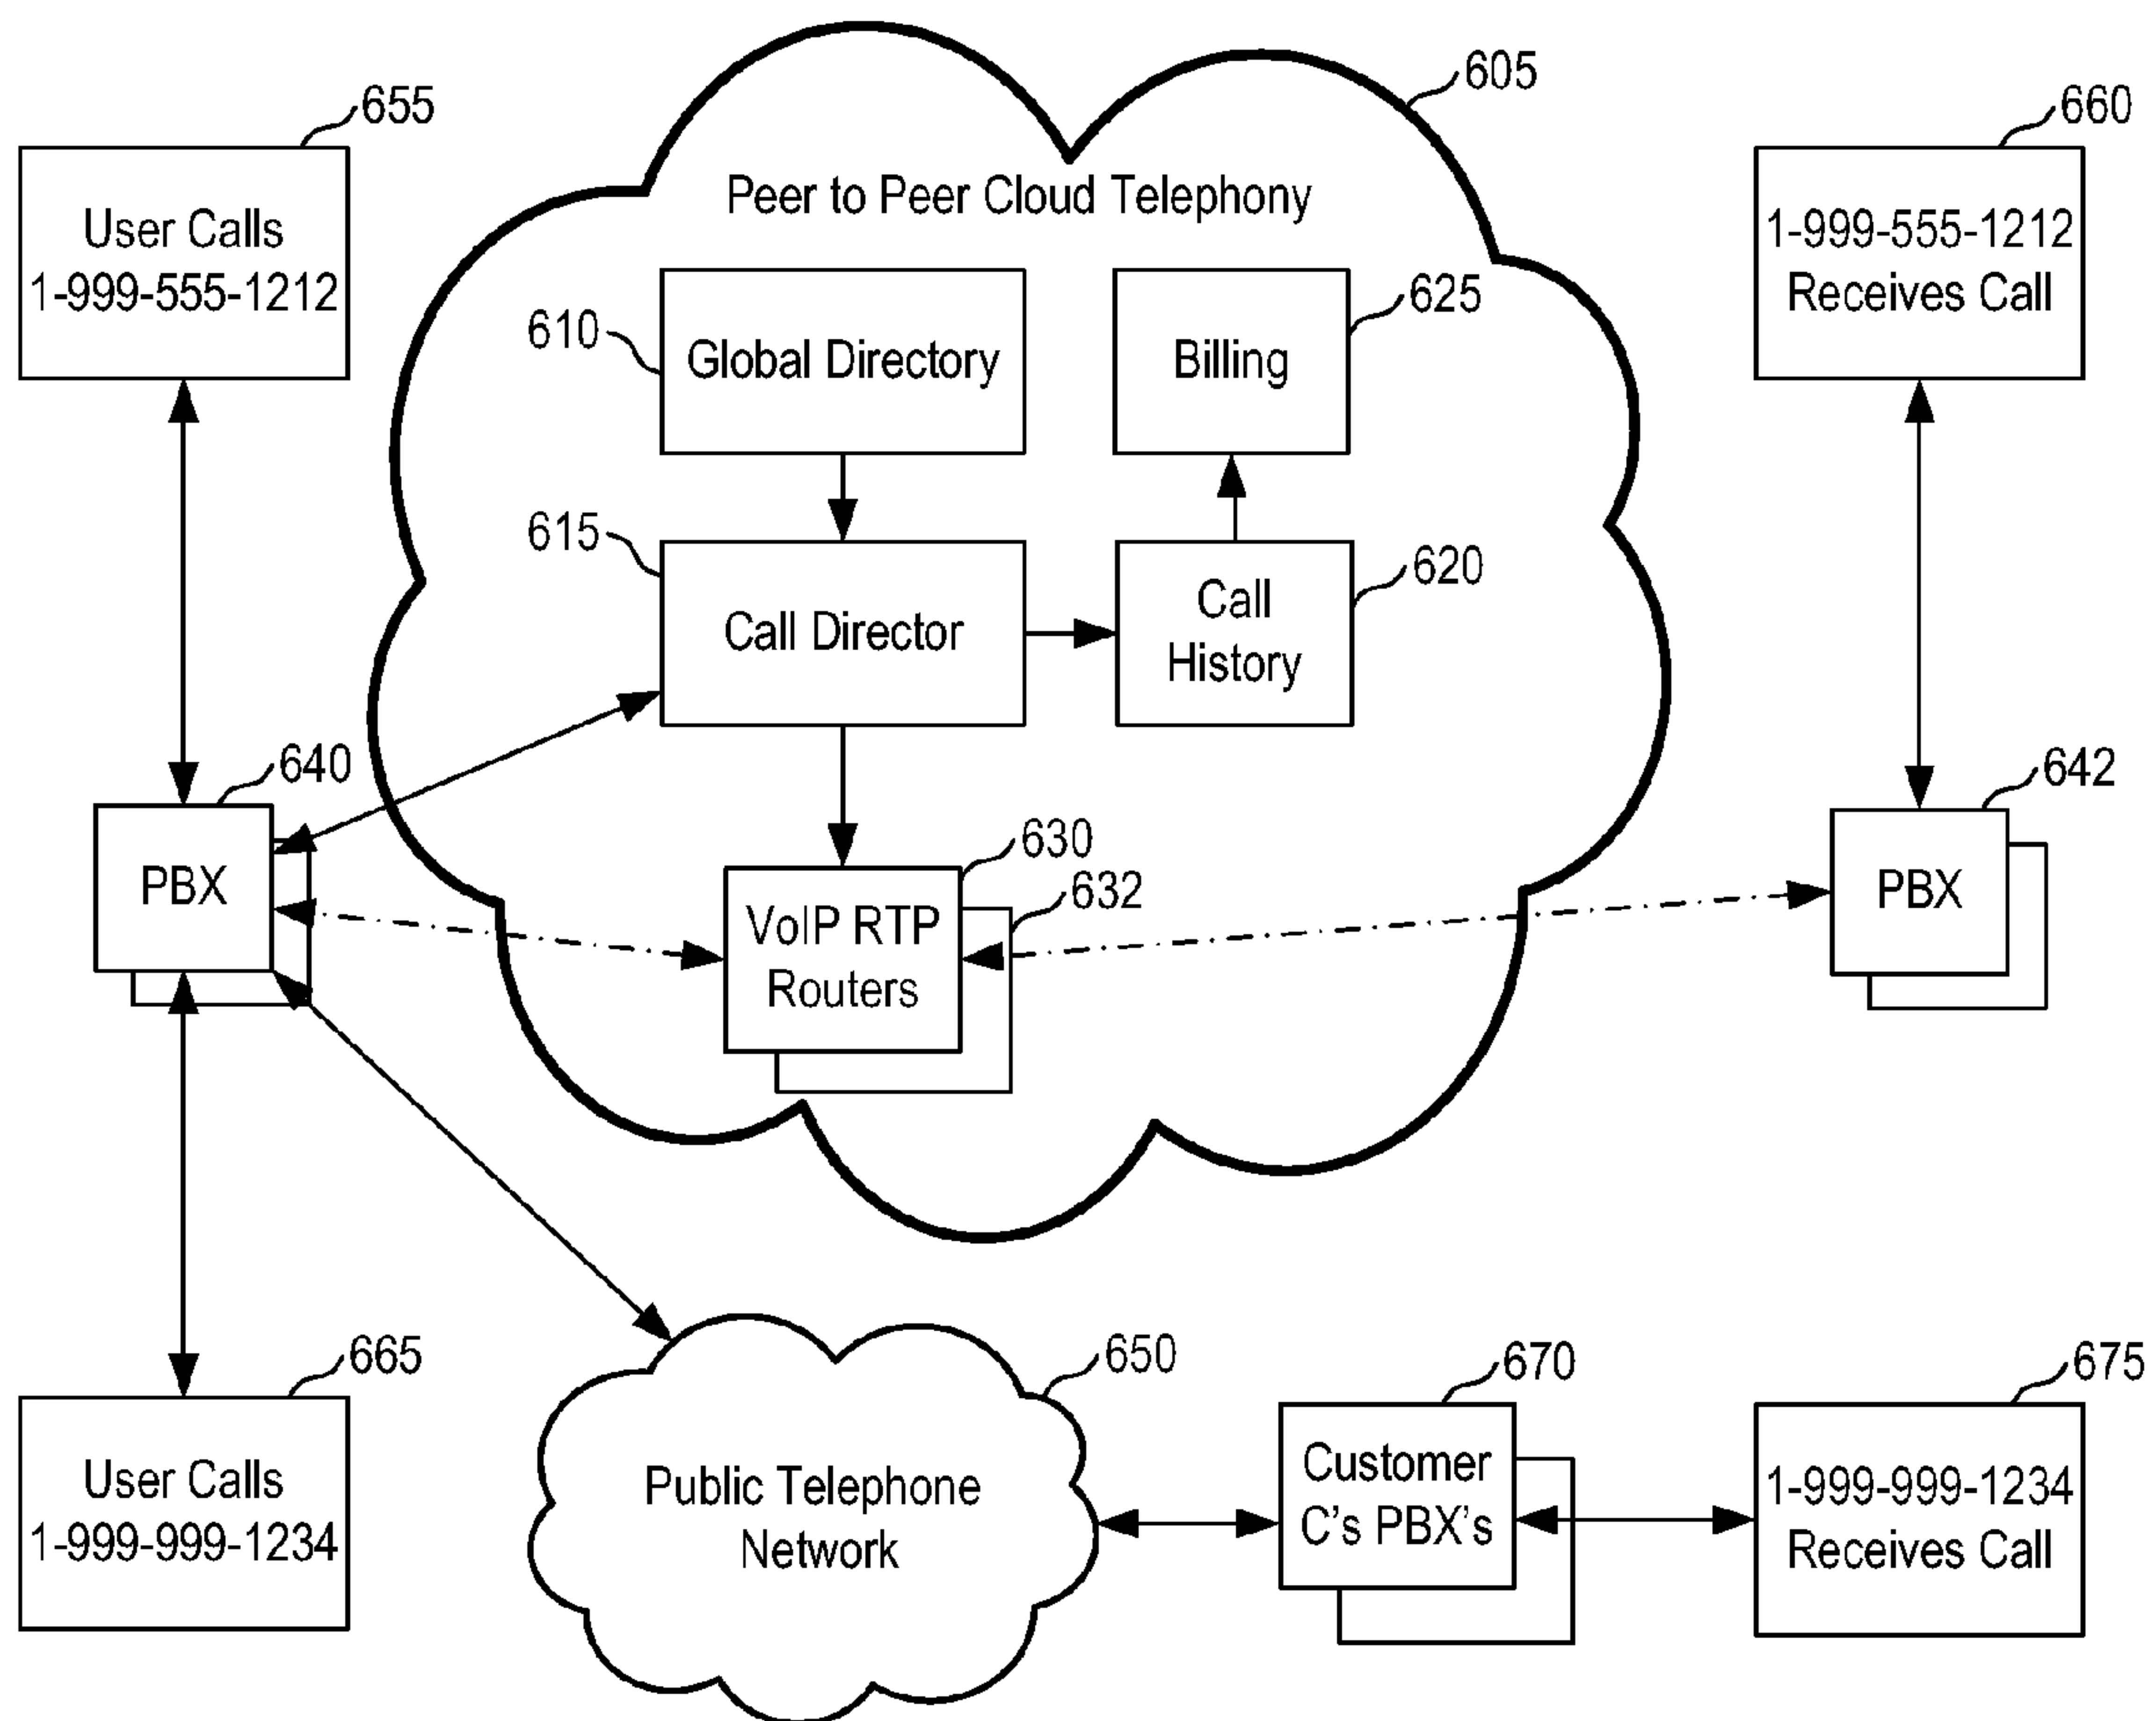 605
655
660
Peer to Peer Cloud Telephony
User Calls
1-999-555-1212
1-999-555-1212
Receives Call
610
Global Directory
Billing
625
615
Call Director
Call
History
620
640
PBX
642
PBX
630
632
VoIP RTP
Routers
665
User Calls
1-999-999-1234
650
Public Telephone
Network
670
Customer
C's PBX's
675
1-999-999-1234
Receives Call